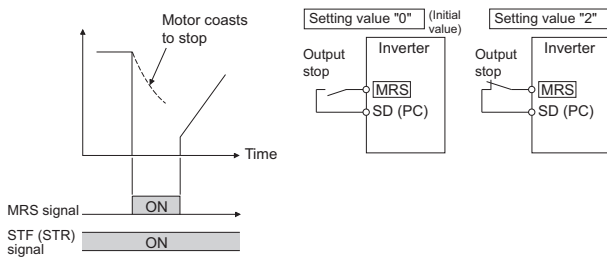 Motor coasts
to stop
Time
MRS signal
ON
STF (STR)
signal
ON
Setting value "0"
(Initial
value)
Output
stop
Inverter
MRS
SD (PC)
Setting value "2"
Output
stop
Inverter
MRS
SD (PC)